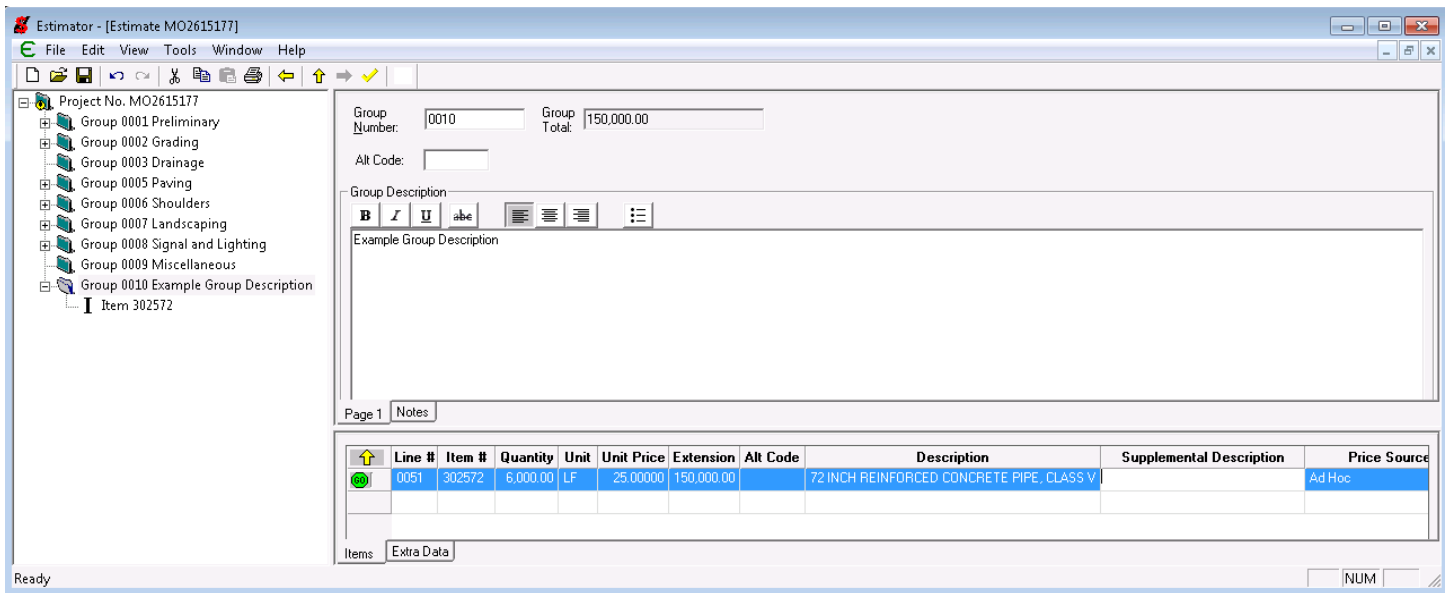 Estimator - [Estimate MO2615177]
File Edit View Tools Window Help
Project No. MO2615177
Group 0001 Preliminary
Group 0002 Grading
Group 0003 Drainage
Group 0005 Paving
Group 0006 Shoulders
Group 0007 Landscaping
Group 0008 Signal and Lighting
Group 0009 Miscellaneous
Group 0010 Example Group Description
I Item 302572
Group Number: 0010 Group Total: 150,000.00
Alt Code:
Group Description
B I U abc
Example Group Description
Page 1 Notes
Line # Item # Quantity Unit Unit Price Extension Alt Code Description Supplemental Description Price Source
GO 0051 302572 6,000.00 LF 25.00000 150,000.00 72 INCH REINFORCED CONCRETE PIPE, CLASS V Ad Hoc
Items Extra Data
Ready NUM